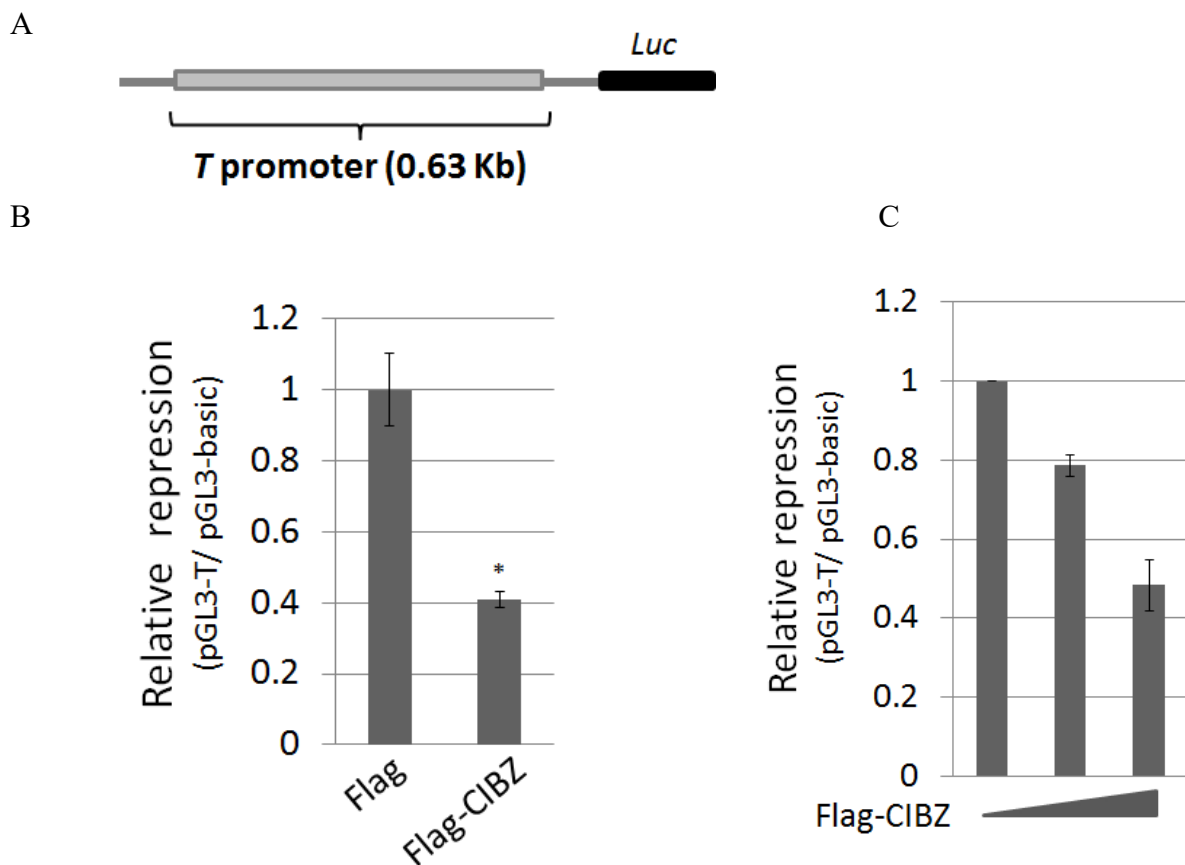 A
Luc
T promoter (0.63 Kb)
B
Relative repression
(pGL3-T/ pGL3-basic)
1.2
1
0.8
0.6
0.4
0.2
0
*
Flag
Flag-CIBZ
C
Relative repression
(pGL3-T/ pGL3-basic)
1.2
1
0.8
0.6
0.4
0.2
0
Flag-CIBZ